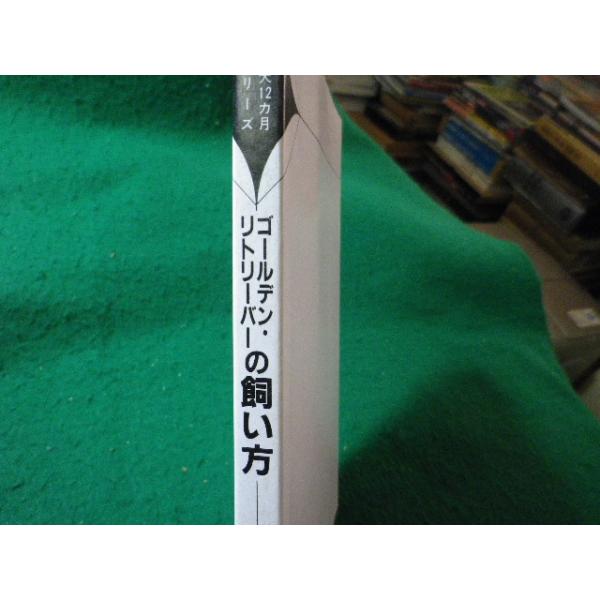 犬12カ月
リーズ
ゴールデン・
リトリーバー
の飼い方